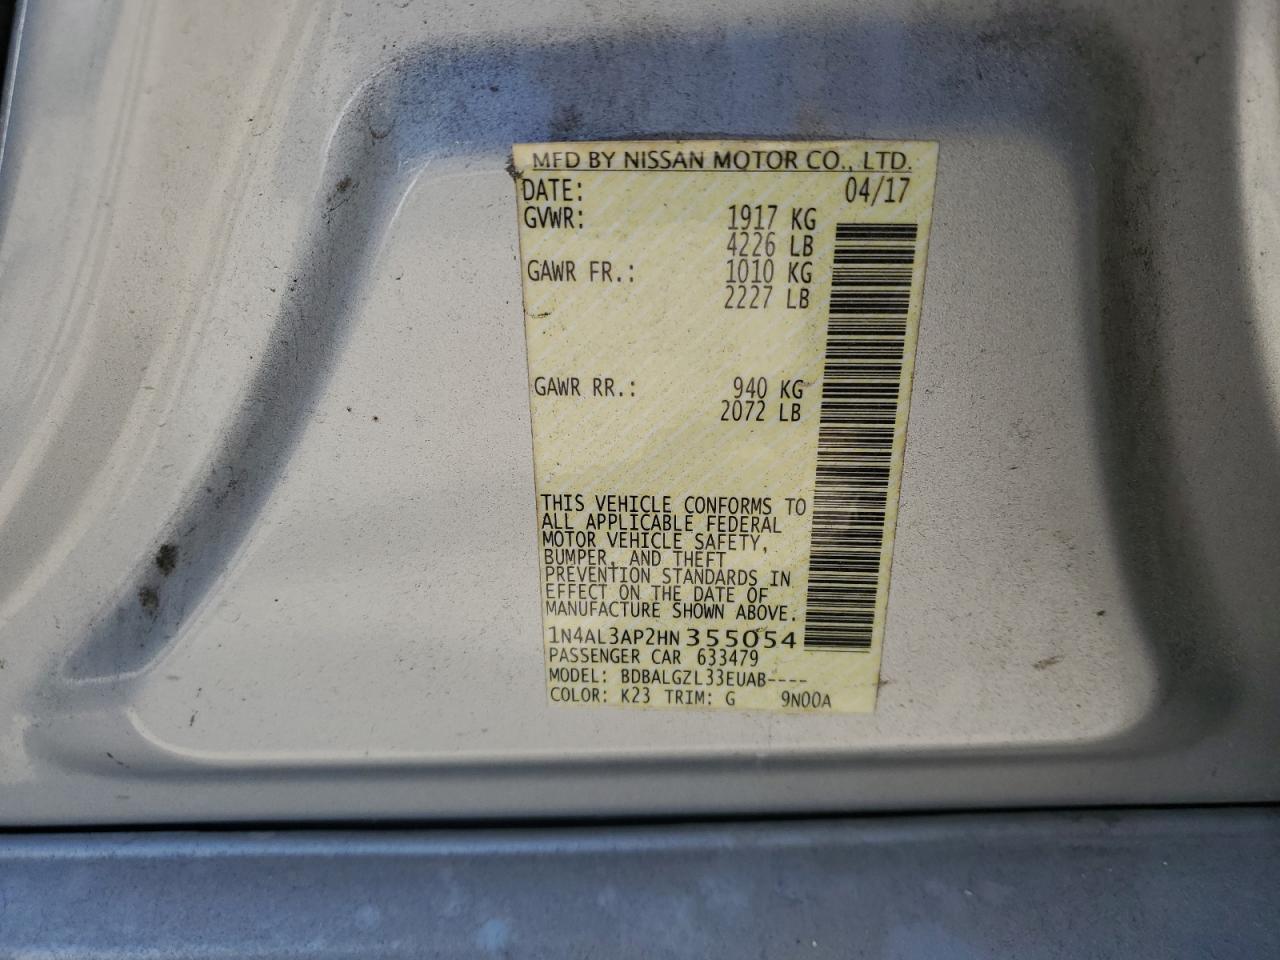 MFD BY NISSAN MOTOR CO., LTD.
DATE: 04/17
GVWR: 1917 KG
4226 LB
GAWR FR.: 1010 KG
2227 LB
GAWR RR.: 940 KG
2072 LB
THIS VEHICLE CONFORMS TO
ALL APPLICABLE FEDERAL
MOTOR VEHICLE SAFETY,
BUMPER, AND THEFT
PREVENTION STANDARDS IN
EFFECT ON THE DATE OF
MANUFACTURE SHOWN ABOVE.
1N4AL3AP2HN355054
PASSENGER CAR 633479
MODEL: BDBALGZL33EUAB----
COLOR: K23 TRIM: G 9N00A